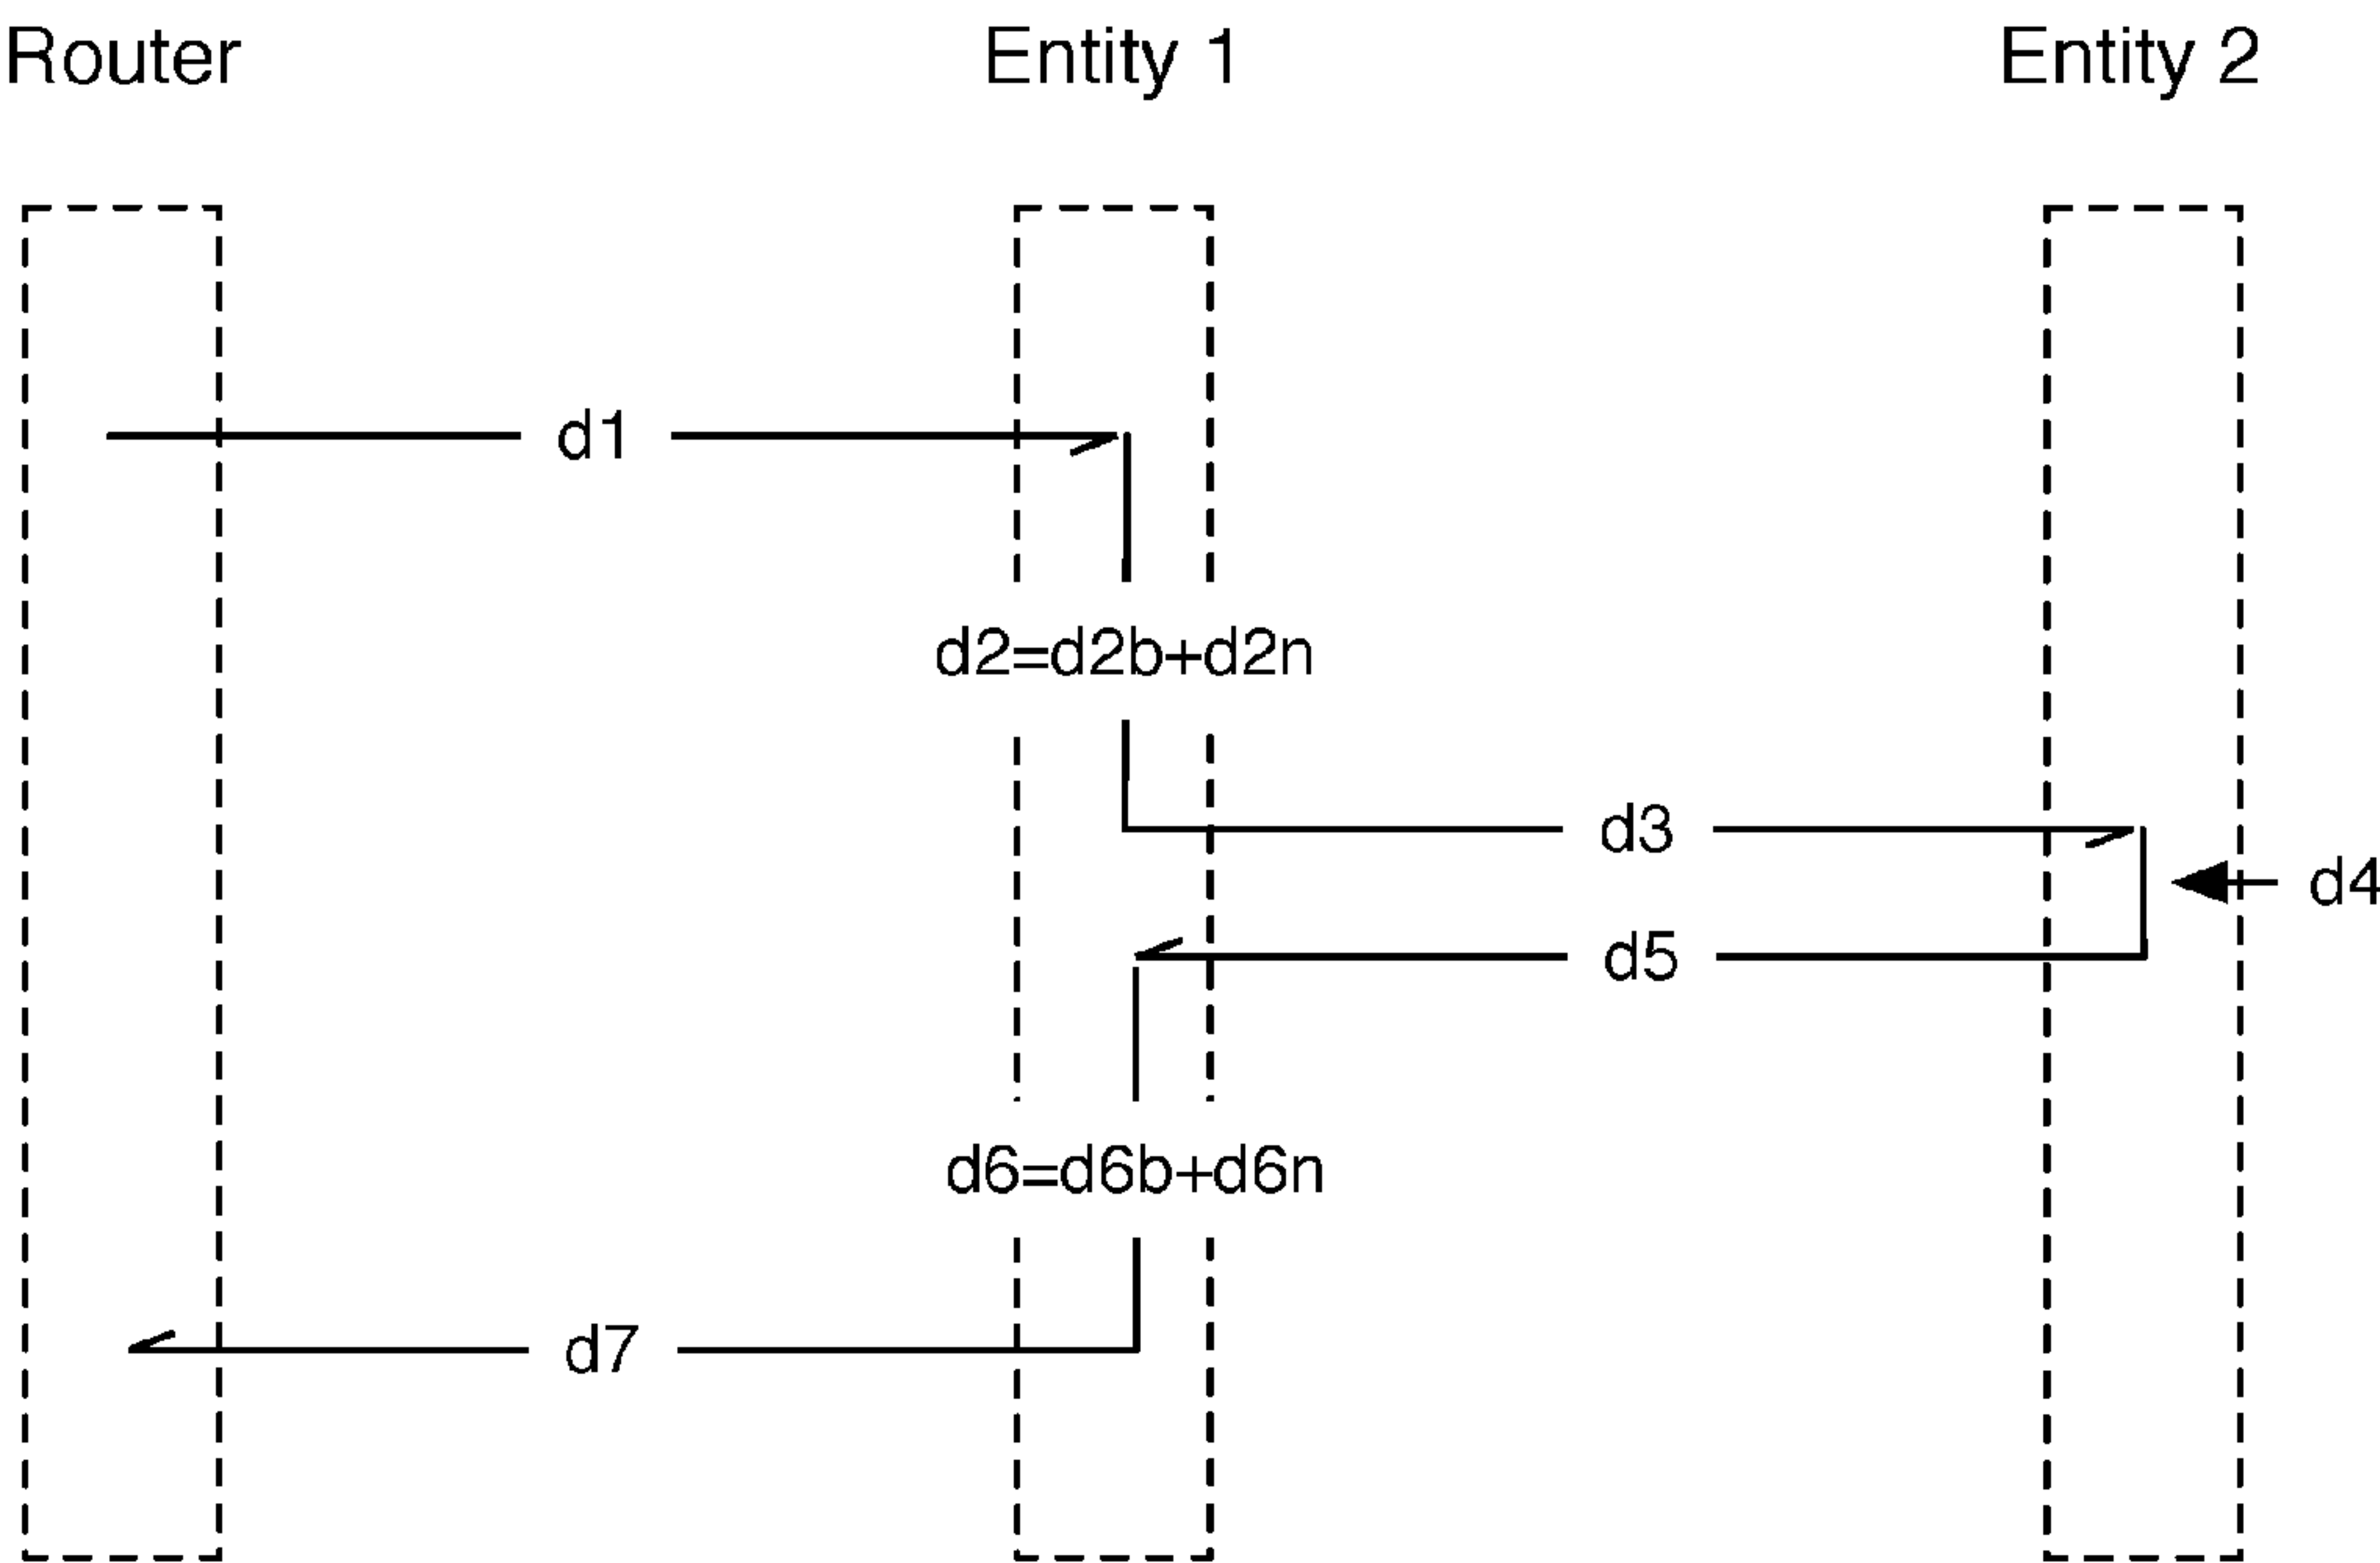 Router
Entity 1
Entity 2
d1
d2=d2b+d2n
d3
d4
d5
d6=d6b+d6n
d7